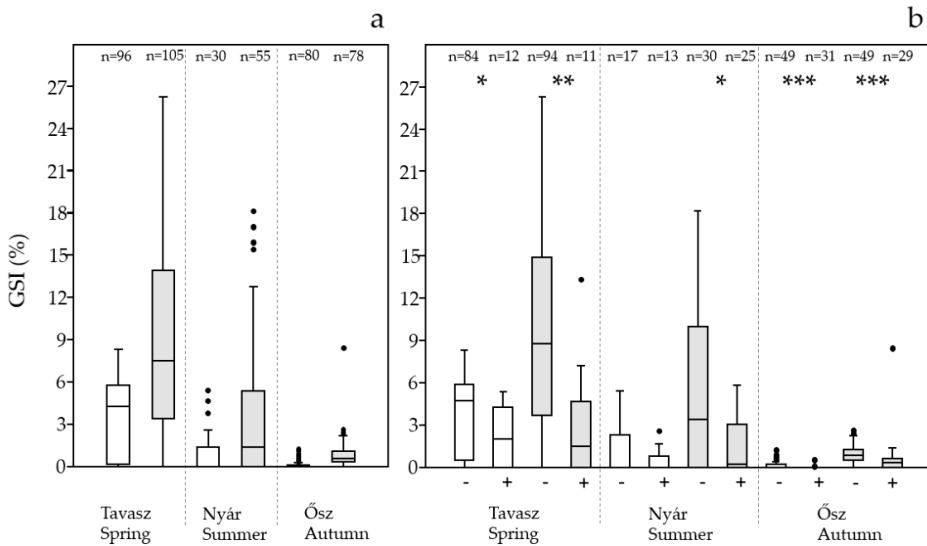 a
b
n=96 n=105 n=30 n=55 n=80 n=78
n=84 n=12 n=94 n=11 n=17 n=13 n=30 n=25 n=49 n=31 n=49 n=29
* ** * *** ***
GSI (%)
27
24
21
18
15
12
9
6
3
0
27
24
21
18
15
12
9
6
3
0
- + - + - + - + - + - +
Tavasz
Spring
Nyár
Summer
Ősz
Autumn
Tavasz
Spring
Nyár
Summer
Ősz
Autumn